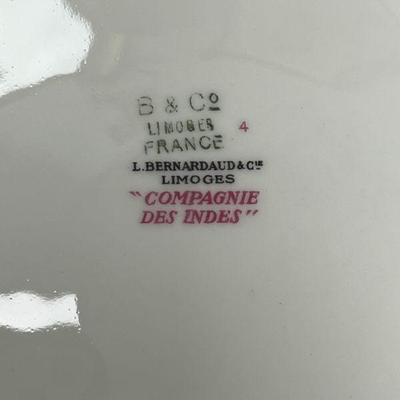 B & Co
LIMOGES 4
FRANCE
L. BERNARDAUD & Cie
LIMOGES
"COMPAGNIE
DES INDES"